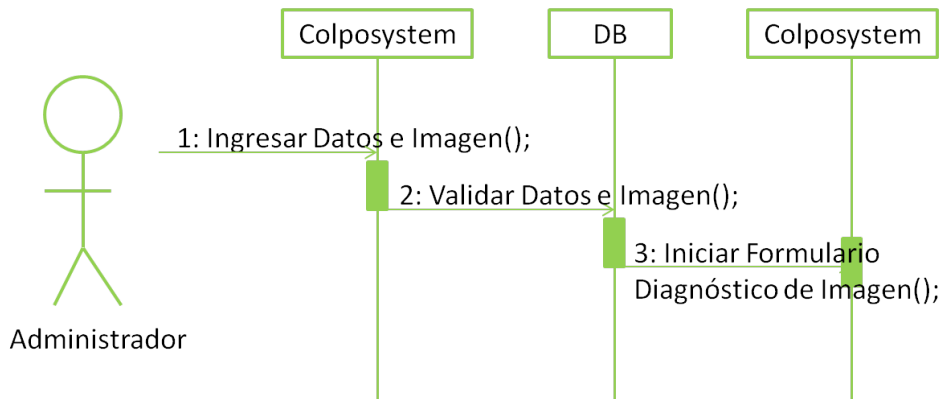 Colposystem
DB
Colposystem
1: Ingresar Datos e Imagen();
2: Validar Datos e Imagen();
3: Iniciar Formulario
Diagnóstico de Imagen();
Administrador